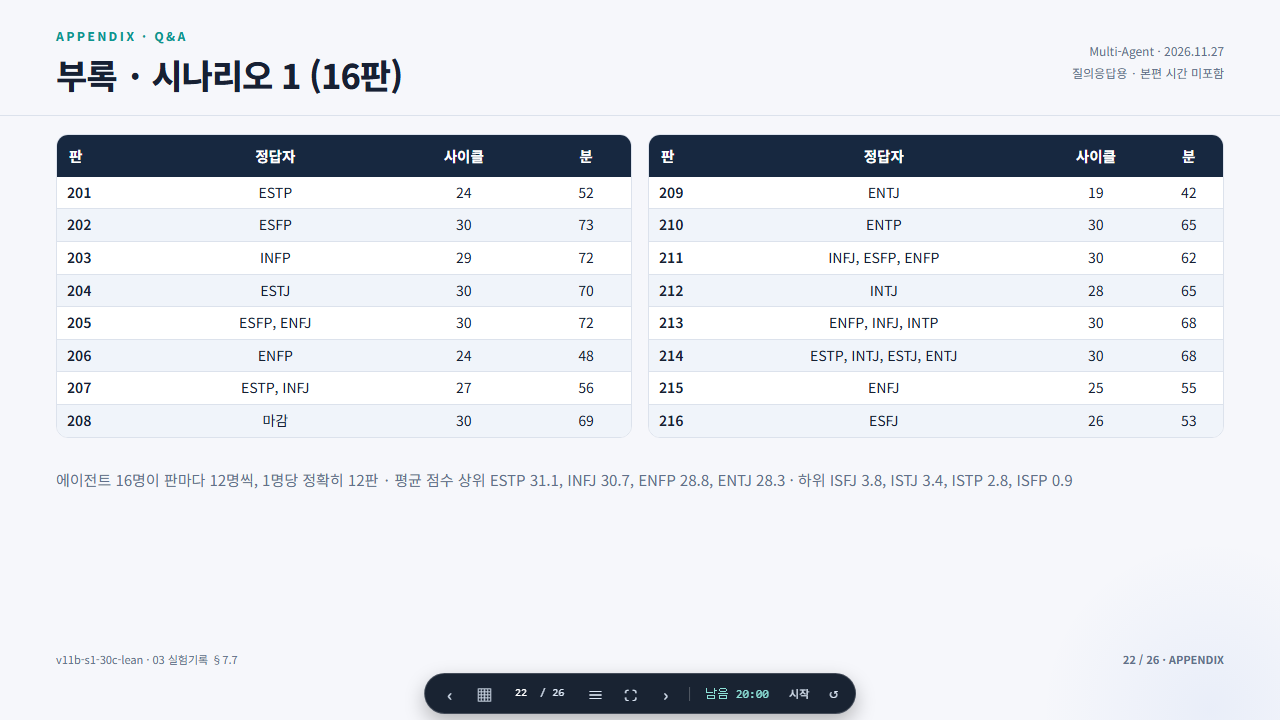 APPENDIX · Q&A
부록 · 시나리오 1 (16판)
Multi-Agent · 2026.11.27
질의응답용 · 본편 시간 미포함
판 정답자 사이클 분
201 ESTP 24 52
202 ESFP 30 73
203 INFP 29 72
204 ESTJ 30 70
205 ESFP, ENFJ 30 72
206 ENFP 24 48
207 ESTP, INFJ 27 56
208 마감 30 69
판 정답자 사이클 분
209 ENTJ 19 42
210 ENTP 30 65
211 INFJ, ESFP, ENFP 30 62
212 INTJ 28 65
213 ENFP, INFJ, INTP 30 68
214 ESTP, INTJ, ESTJ, ENTJ 30 68
215 ENFJ 25 55
216 ESFJ 26 53
에이전트 16명이 판마다 12명씩, 1명당 정확히 12판 · 평균 점수 상위 ESTP 31.1, INFJ 30.7, ENFP 28.8, ENTJ 28.3 · 하위 ISFJ 3.8, ISTJ 3.4, ISTP 2.8, ISFP 0.9
v11b-s1-30c-lean · 03 실험기록 §7.7
22 / 26 · APPENDIX
‹ 22 / 26 › 남음 20:00 시작 ↺